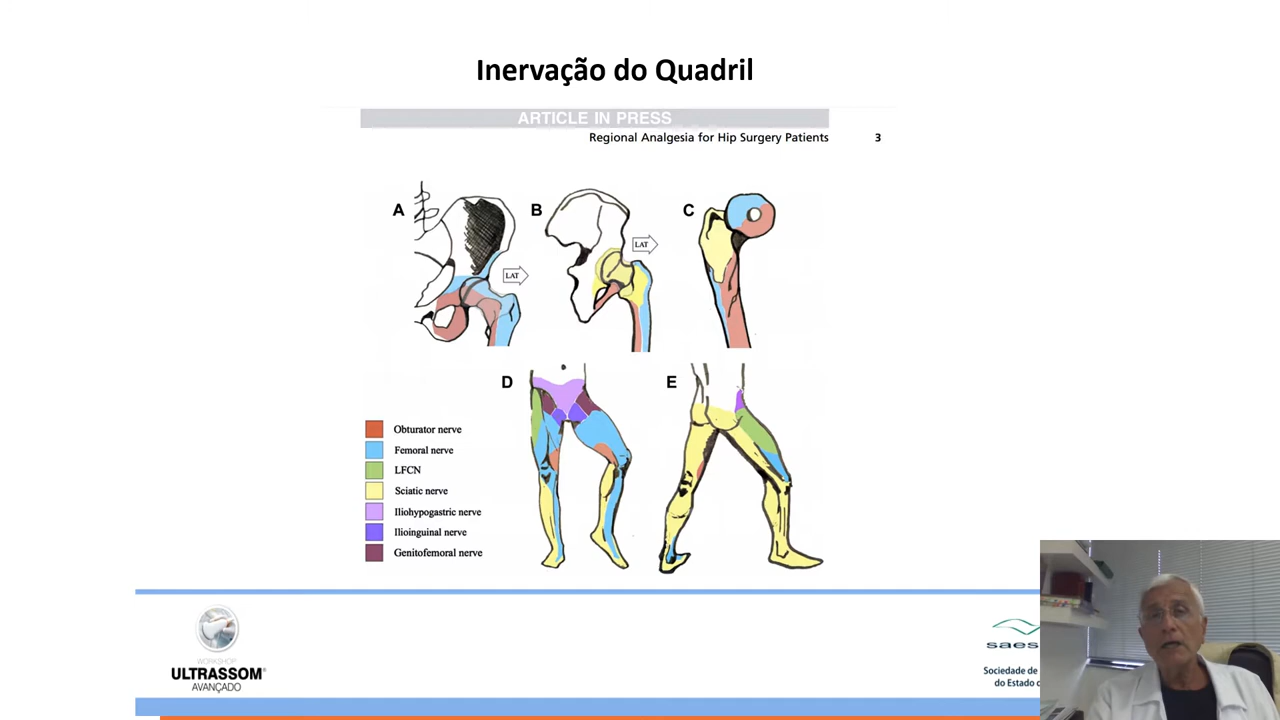 Inervação do Quadril
ARTICLE IN PRESS
Regional Analgesia for Hip Surgery Patients 3
A
B
C
LAT
LAT
D
E
Obturator nerve
Femoral nerve
LFCN
Sciatic nerve
Iliohypogastric nerve
Ilioinguinal nerve
Genitofemoral nerve
WORKSHOP
ULTRASSOM®
AVANÇADO
saes
Sociedade de
do Estado d